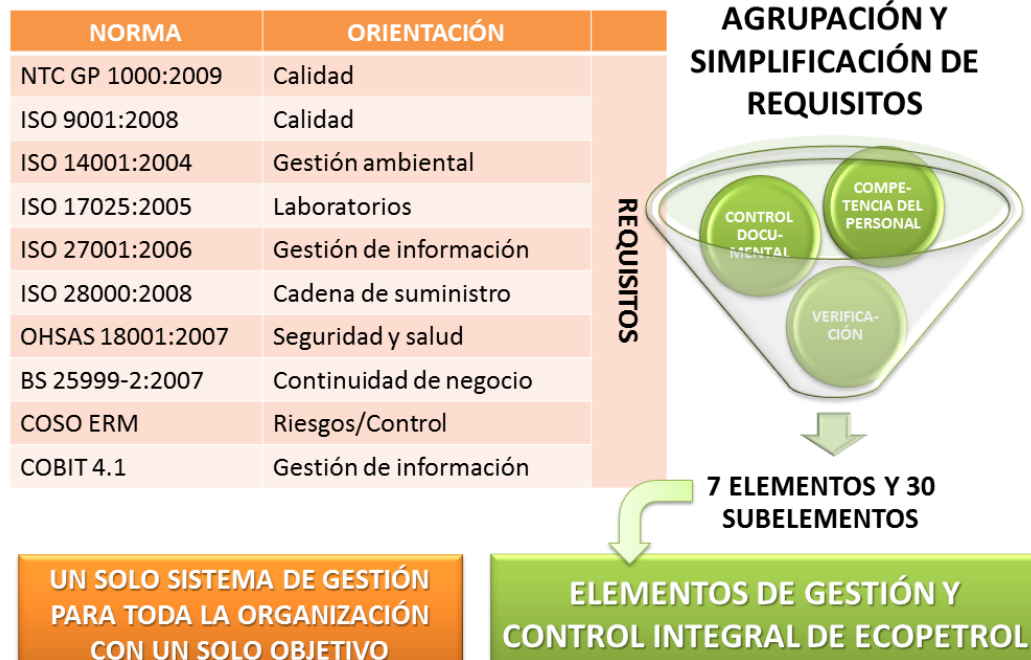 NORMA ORIENTACIÓN
NTC GP 1000:2009 Calidad
ISO 9001:2008 Calidad
ISO 14001:2004 Gestión ambiental
ISO 17025:2005 Laboratorios
ISO 27001:2006 Gestión de información
ISO 28000:2008 Cadena de suministro
OHSAS 18001:2007 Seguridad y salud
BS 25999-2:2007 Continuidad de negocio
COSO ERM Riesgos/Control
COBIT 4.1 Gestión de información
REQUISITOS
AGRUPACIÓN Y
SIMPLIFICACIÓN DE
REQUISITOS
CONTROL
DOCU-
MENTAL
COMPE-
TENCIA DEL
PERSONAL
VERIFICA-
CIÓN
7 ELEMENTOS Y 30
SUBELEMENTOS
UN SOLO SISTEMA DE GESTIÓN
PARA TODA LA ORGANIZACIÓN
CON UN SOLO OBJETIVO
ELEMENTOS DE GESTIÓN Y
CONTROL INTEGRAL DE ECOPETROL